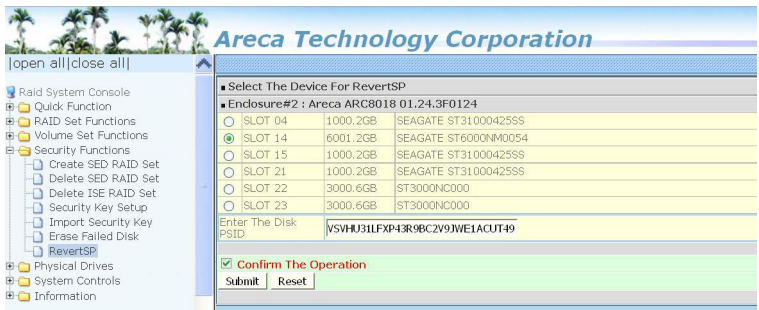 Areca Technology Corporation
|open all|close all|
Raid System Console
Quick Function
RAID Set Functions
Volume Set Functions
Security Functions
Create SED RAID Set
Delete SED RAID Set
Delete ISE RAID Set
Security Key Setup
Import Security Key
Erase Failed Disk
RevertSP
Physical Drives
System Controls
Information
Select The Device For RevertSP
Enclosure#2 : Areca ARC8018 01.24.3F0124
SLOT 04 1000.2GB SEAGATE ST31000425SS
SLOT 14 6001.2GB SEAGATE ST6000NM0054
SLOT 15 1000.2GB SEAGATE ST31000425SS
SLOT 21 1000.2GB SEAGATE ST31000425SS
SLOT 22 3000.6GB ST3000NC000
SLOT 23 3000.6GB ST3000NC000
Enter The Disk
PSID
VSVHU31LFXP43R9BC2V9JWE1ACUT49
Confirm The Operation
Submit Reset